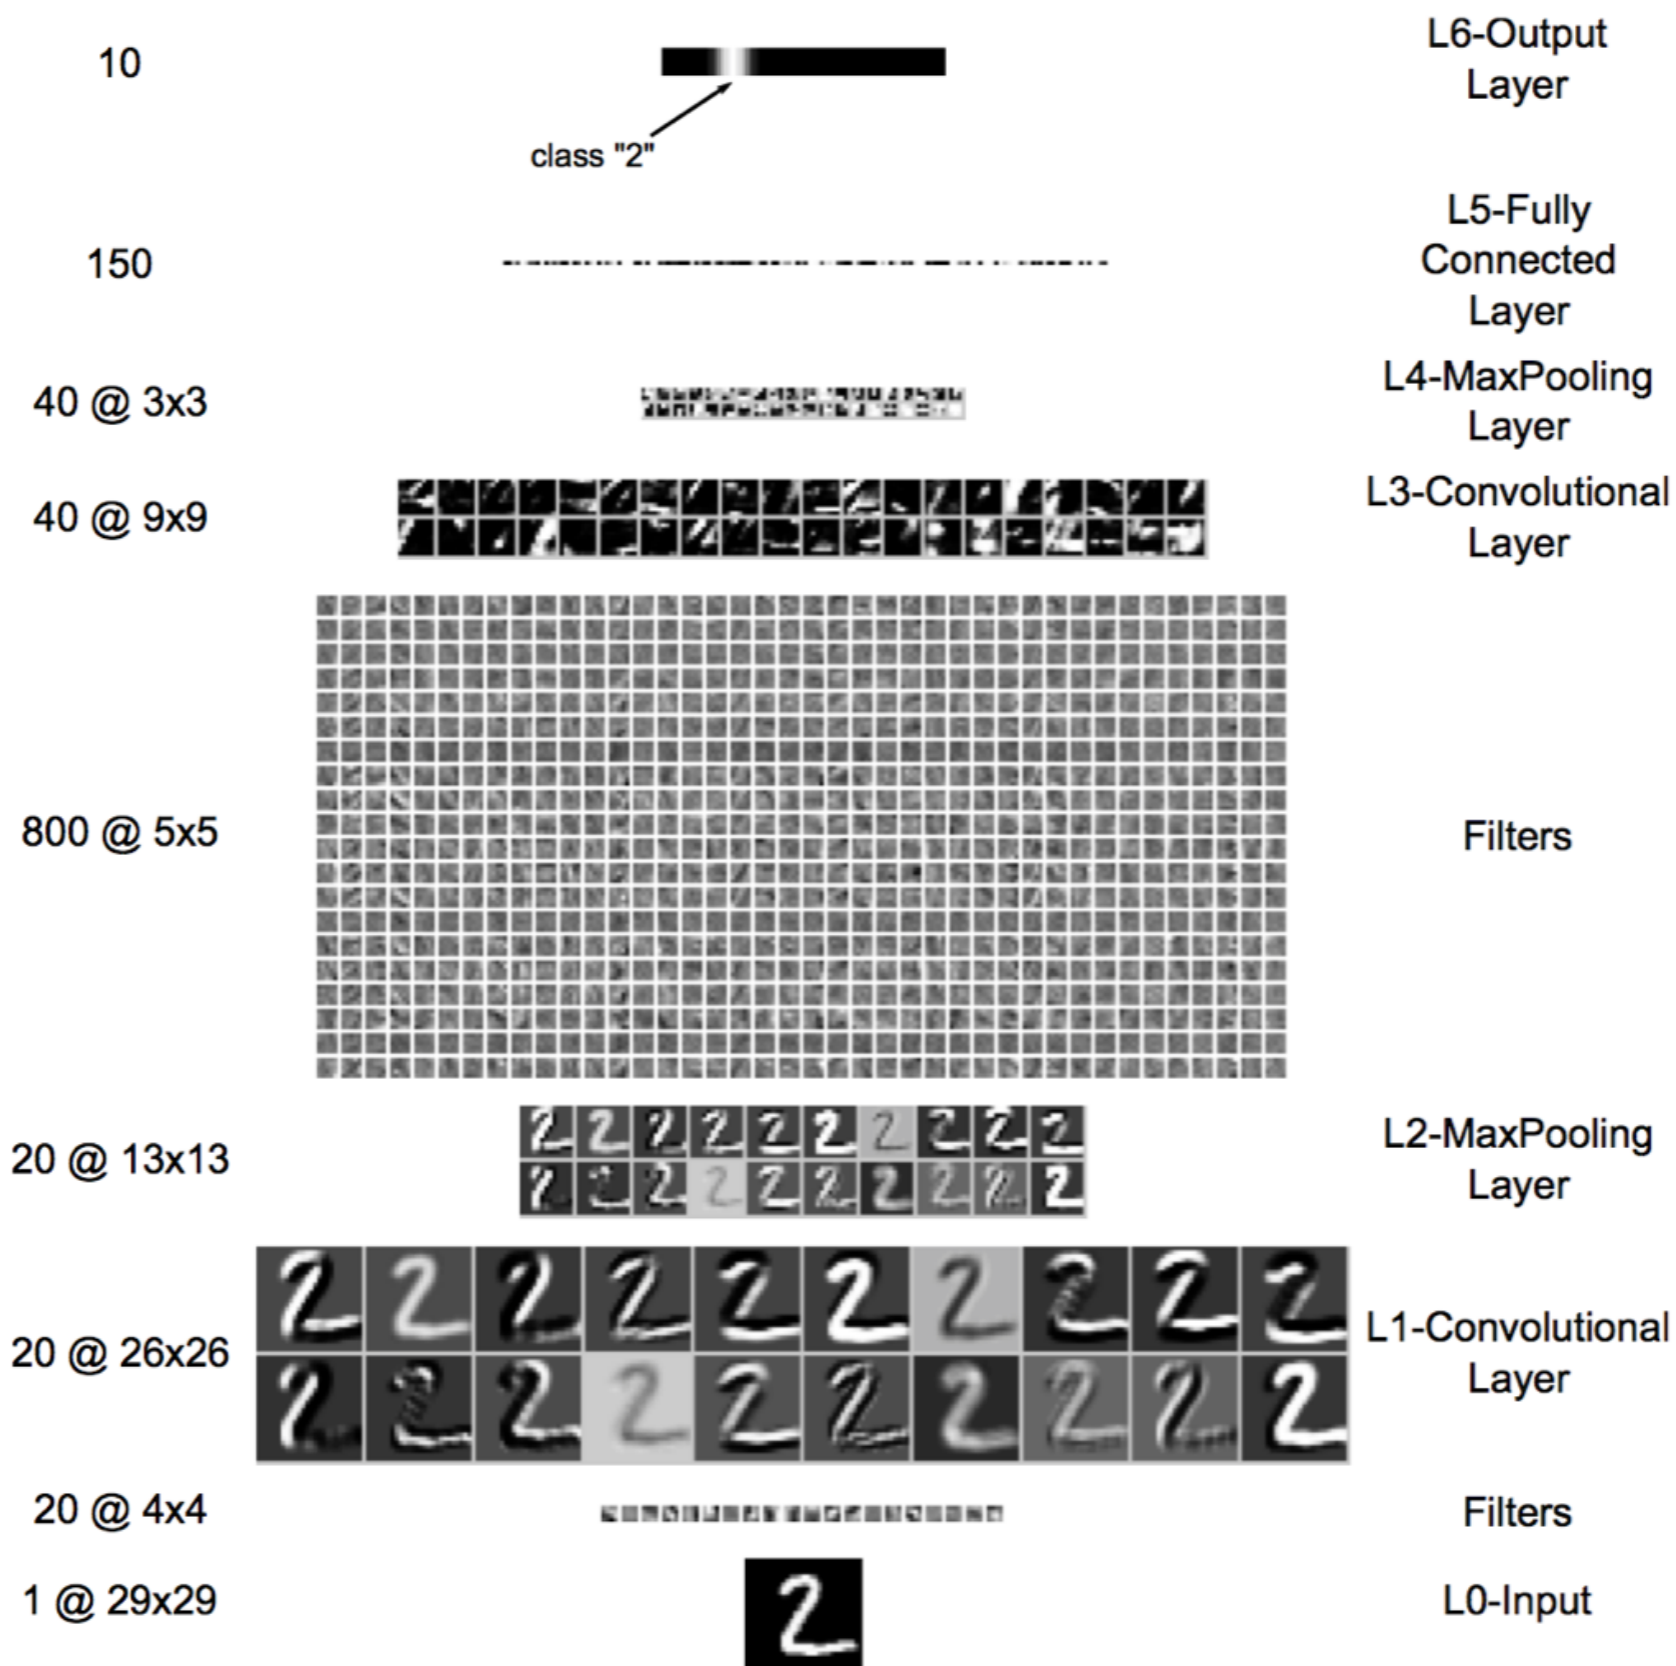 10
L6-Output
Layer
class "2"
150
L5-Fully
Connected
Layer
40 @ 3x3
L4-MaxPooling
Layer
40 @ 9x9
L3-Convolutional
Layer
800 @ 5x5
Filters
20 @ 13x13
L2-MaxPooling
Layer
20 @ 26x26
L1-Convolutional
Layer
20 @ 4x4
Filters
1 @ 29x29
2
L0-Input